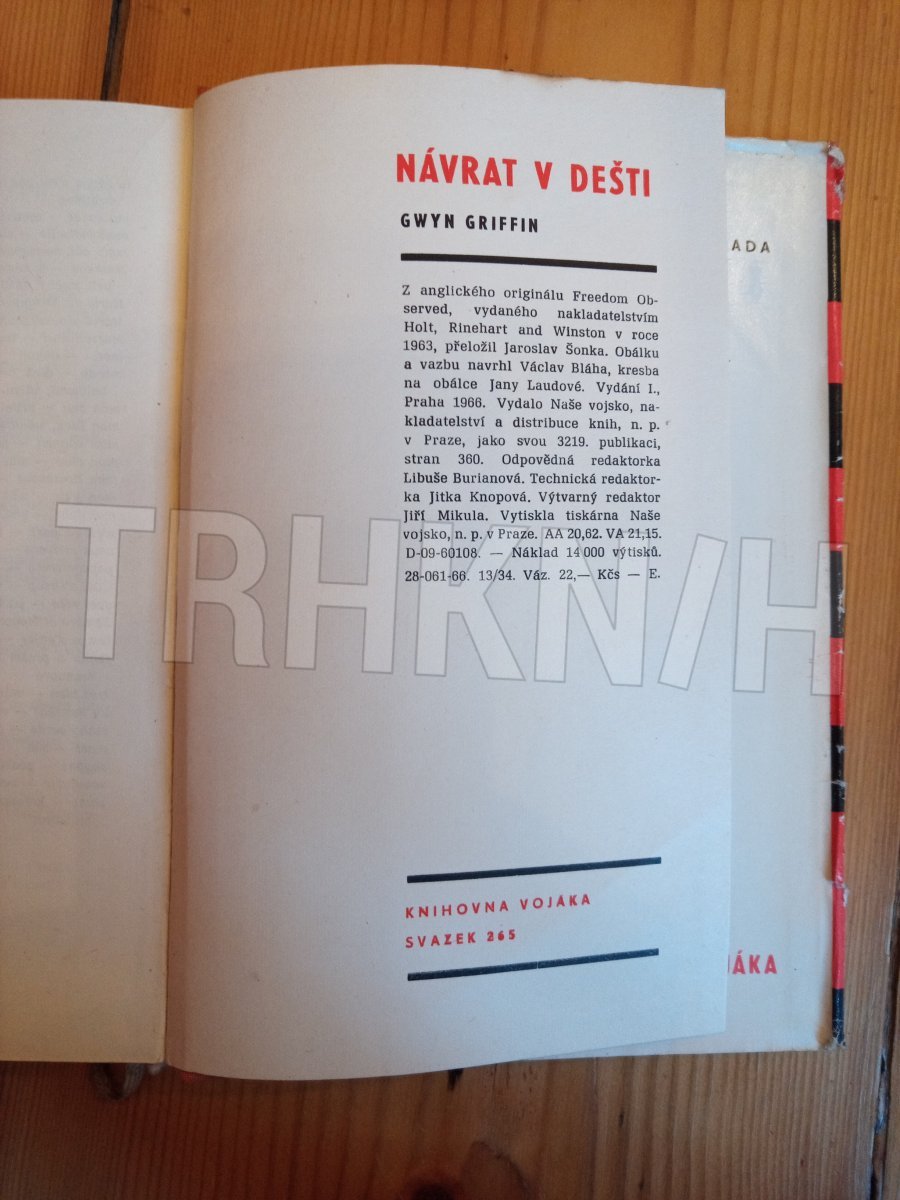 NÁVRAT V DEŠTI
GWYN GRIFFIN
Z anglického originálu Freedom Ob-
served, vydaného nakladatelstvím
Holt, Rinehart and Winston v roce
1963, přeložil Jaroslav Šonka. Obálku
a vazbu navrhl Václav Bláha, kresba
na obálce Jany Laudové. Vydání I.,
Praha 1966. Vydalo Naše vojsko, na-
kladatelství a distribuce knih, n. p.
v Praze, jako svou 3219. publikaci,
stran 360. Odpovědná redaktorka
Libuše Burianová. Technická redaktor-
ka Jitka Knopová. Výtvarný redaktor
Jiří Mikula. Vytiskla tiskárna Naše
vojsko, n. p. v Praze. AA 20,62. VA 21,15.
D-09-60108. — Náklad 14 000 výtisků.
28-061-66. 13/34. Váz. 22,— Kčs — E.
KNIHOVNA VOJÁKA
SVAZEK 265
ADA
JÁKA
TRHKNIH